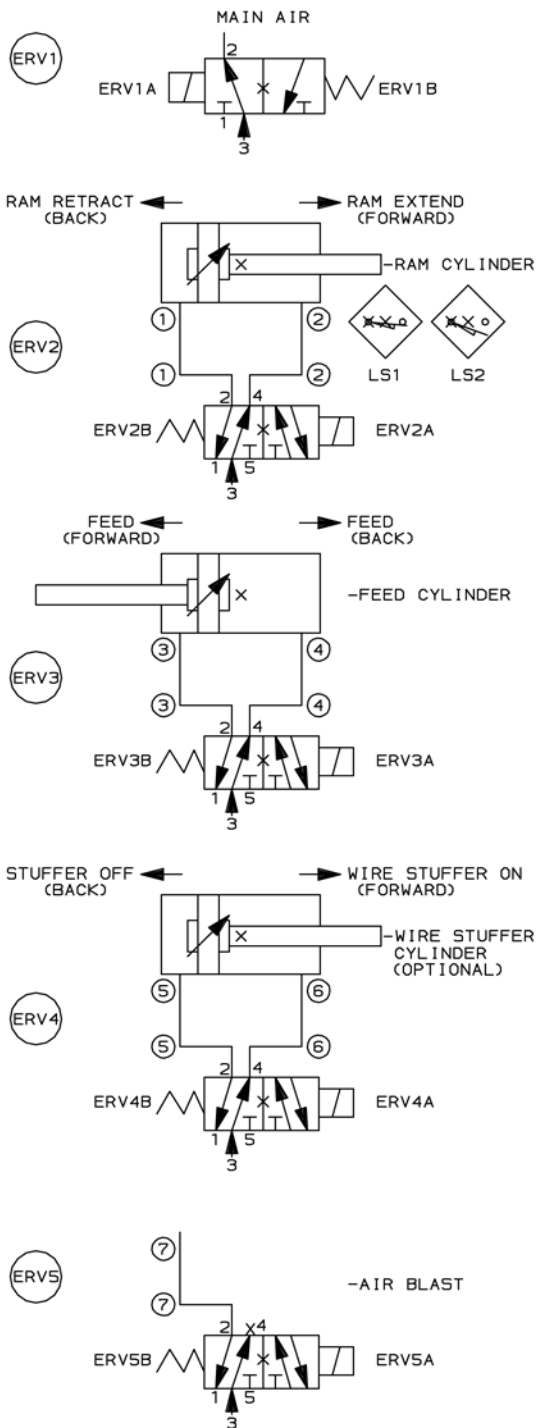 MAIN AIR
ERV1
2
ERV1A
ERV1B
1
3
RAM RETRACT
(BACK)
RAM EXTEND
(FORWARD)
-RAM CYLINDER
1
2
ERV2
LS1
LS2
1
2
2
4
ERV2B
ERV2A
1
5
3
FEED
(FORWARD)
FEED
(BACK)
-FEED CYLINDER
3
4
ERV3
3
4
2
4
ERV3B
ERV3A
1
5
3
STUFFER OFF
(BACK)
WIRE STUFFER ON
(FORWARD)
-WIRE STUFFER
CYLINDER
(OPTIONAL)
5
6
ERV4
5
6
2
4
ERV4B
ERV4A
1
5
3
7
ERV5
-AIR BLAST
7
2
4
ERV5B
ERV5A
1
5
3